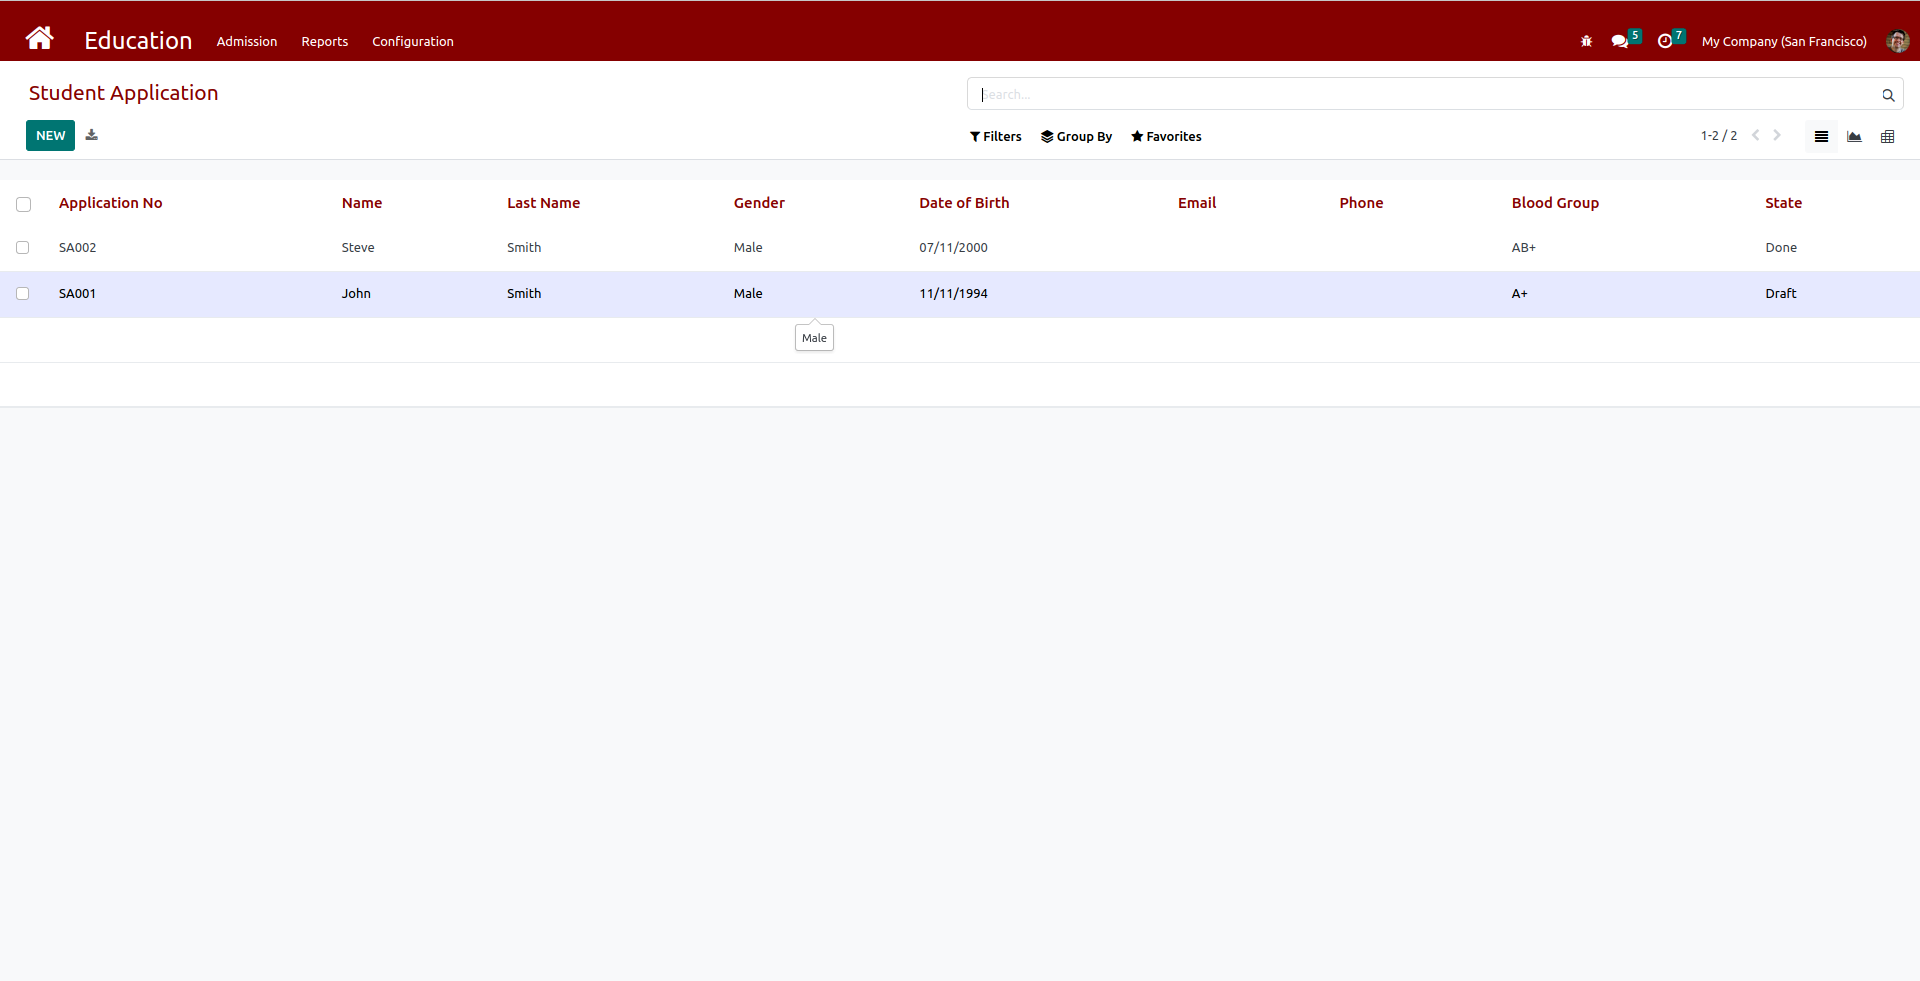 Education Admission Reports Configuration 5 7 My Company (San Francisco)
Student Application Search...
NEW Filters Group By Favorites 1-2 / 2
Application No Name Last Name Gender Date of Birth Email Phone Blood Group State
SA002 Steve Smith Male 07/11/2000 AB+ Done
SA001 John Smith Male 11/11/1994 A+ Draft
Male